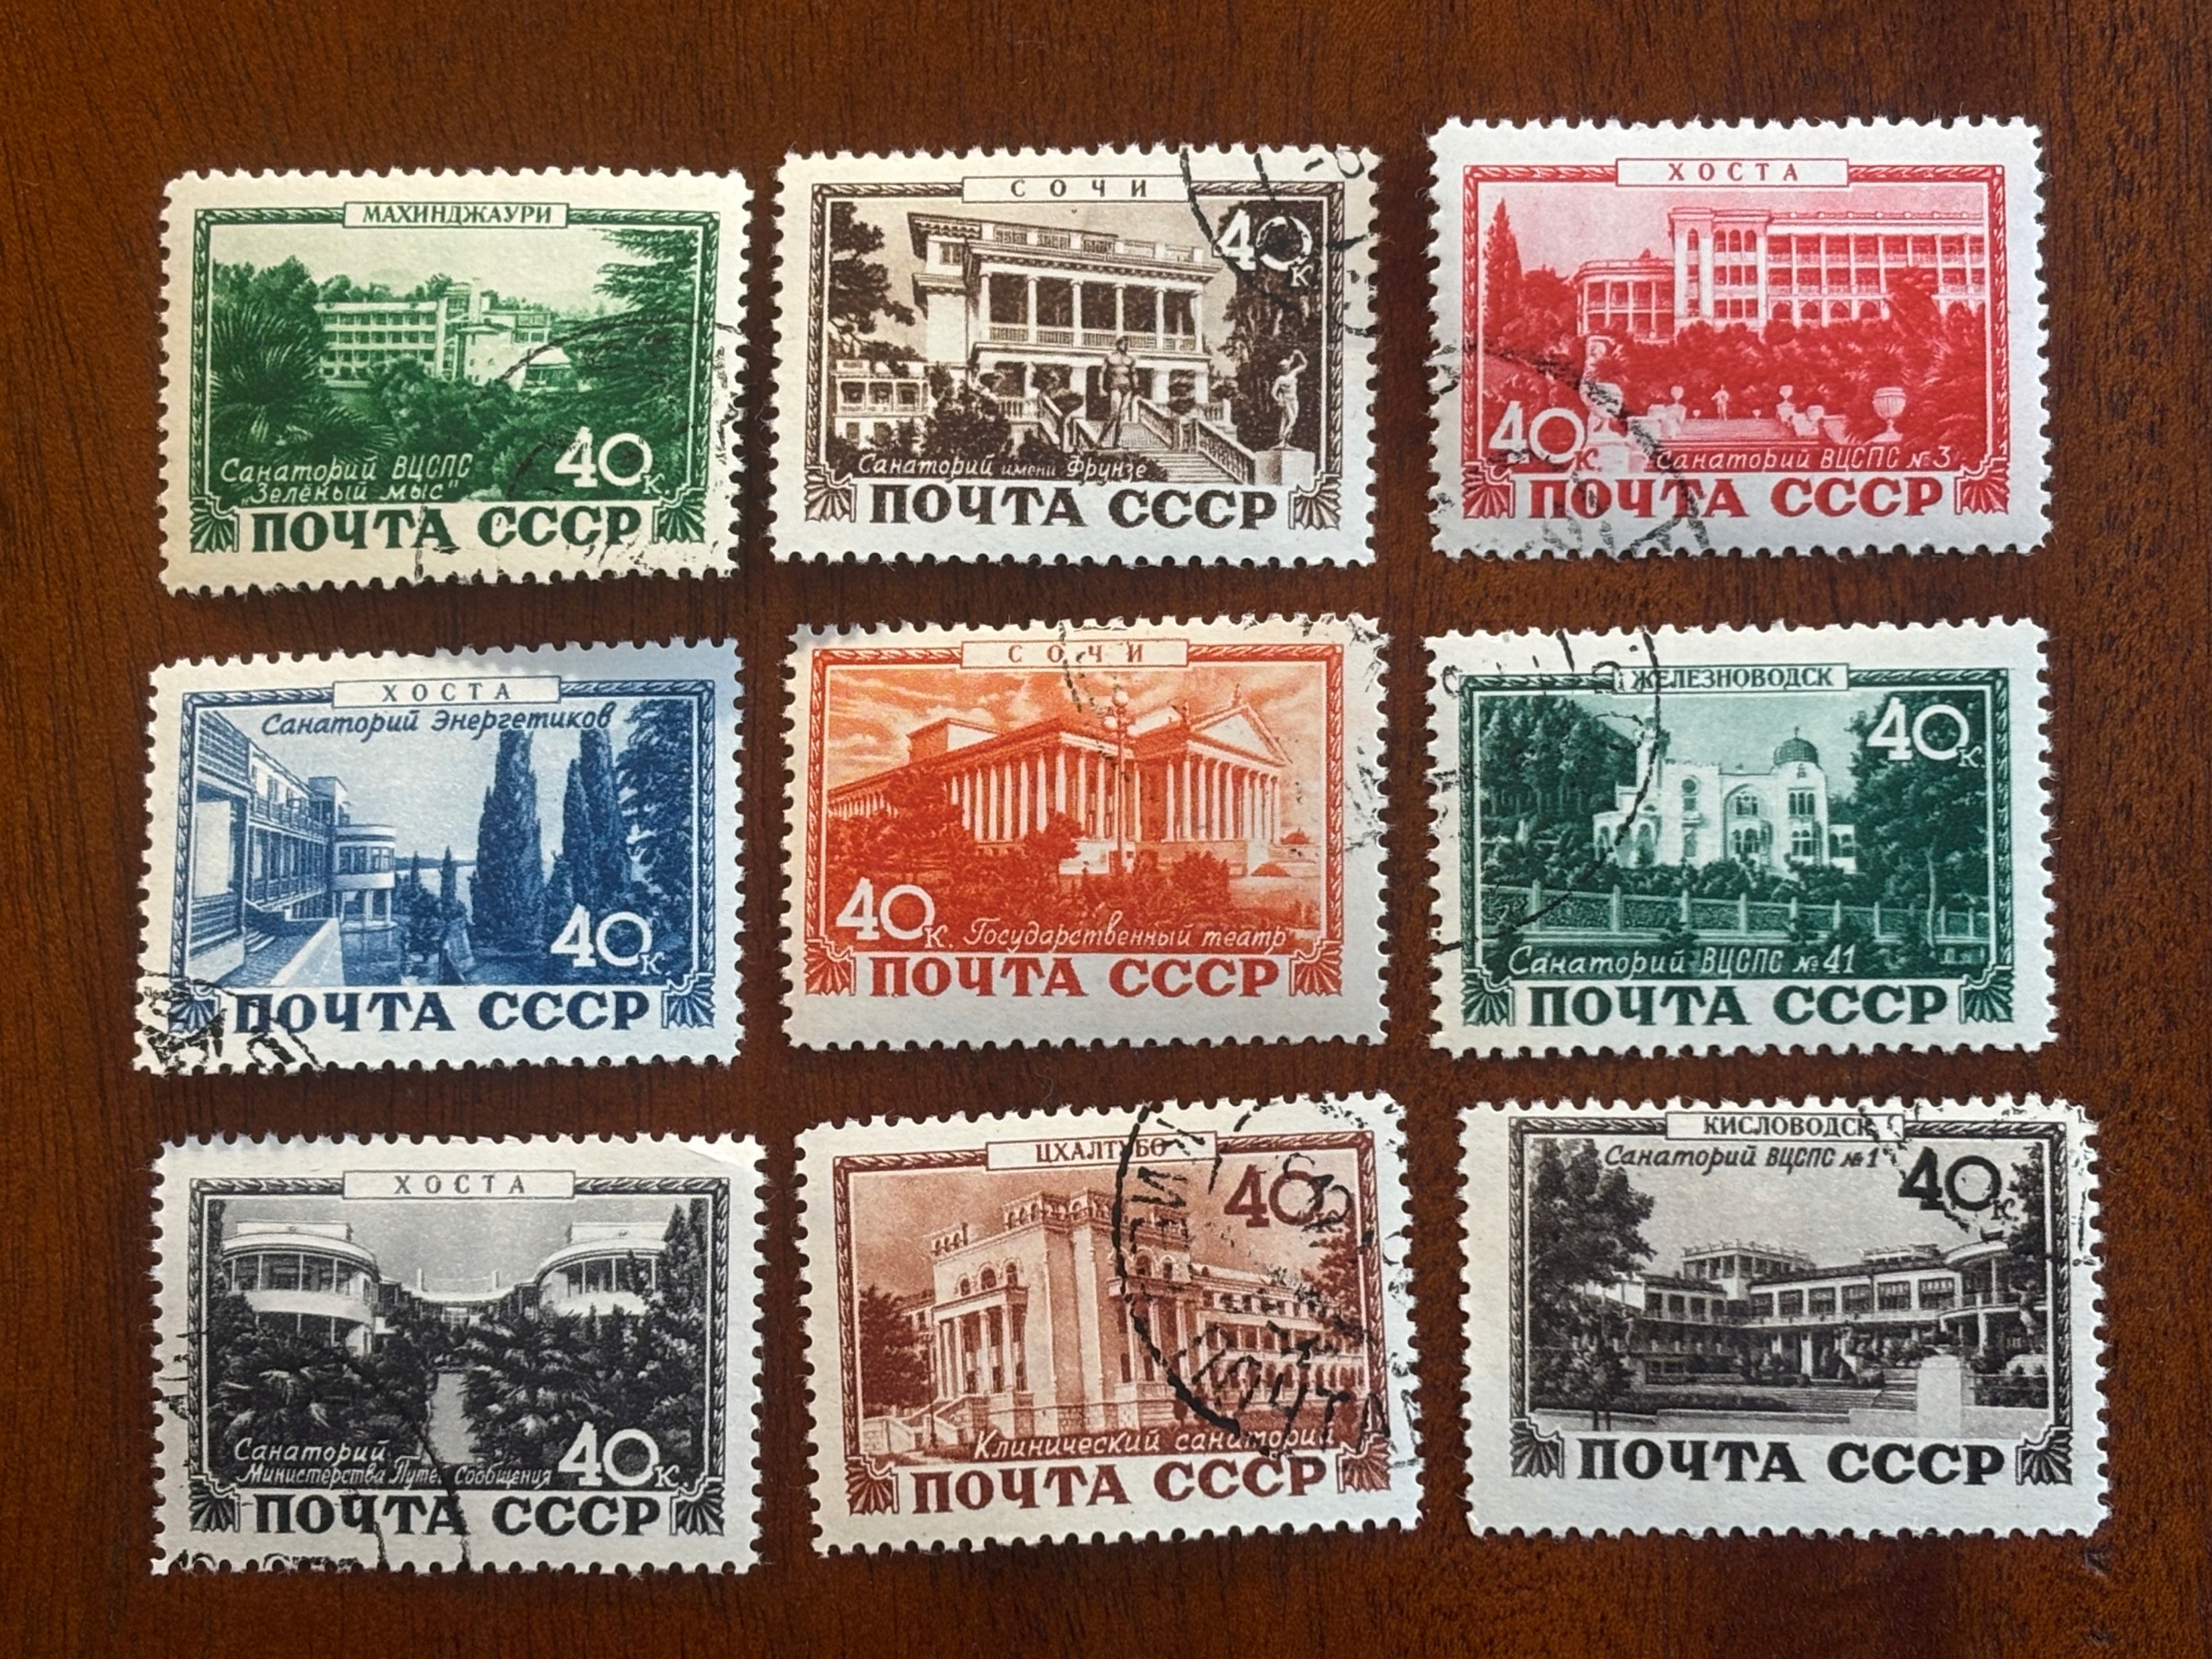 МАХИНДЖАУРИ
Санаторий ВЦСПС
„Зелёный мыс“
40к.
ПОЧТА СССР
СОЧИ
40к.
Санаторий имени Фрунзе
ПОЧТА СССР
ХОСТА
40к.
Санаторий ВЦСПС №3
ПОЧТА СССР
ХОСТА
Санаторий Энергетиков
40к.
ПОЧТА СССР
СОЧИ
40к. Государственный театр
ПОЧТА СССР
ЖЕЛЕЗНОВОДСК
40к.
Санаторий ВЦСПС №41
ПОЧТА СССР
ХОСТА
Санаторий
Министерства Путей Сообщения
40к.
ПОЧТА СССР
ЦХАЛТУБО
40к.
ПОЧТА
Клинический санаторий
ПОЧТА СССР
КИСЛОВОДСК
Санаторий ВЦСПС №1
40к.
ПОЧТА СССР